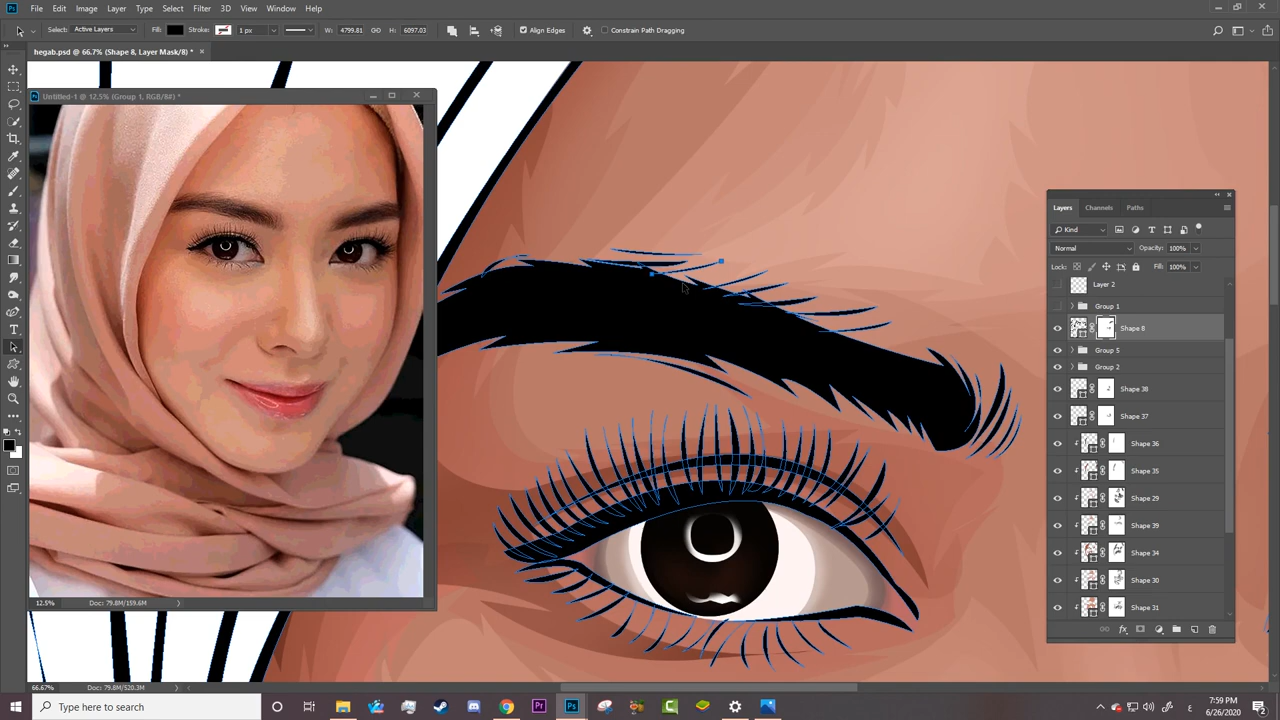 File Edit Image Layer Type Select Filter 3D View Window Help
Select: Active Layers Fill: Stroke: 1 px W: 4799.81 H: 6097.03 Align Edges Constrain Path Dragging
hegab.psd @ 66.7% (Shape 8, Layer Mask/8) * ×
Untitled-1 @ 12.5% (Group 1, RGB/8#) *
Layers Channels Paths
Kind
Normal Opacity: 100%
Lock: Fill: 100%
Layer 2
Group 1
Shape 8
Group 5
Group 2
Shape 38
Shape 37
Shape 36
Shape 35
Shape 29
Shape 39
Shape 34
Shape 30
Shape 31
12.5% Doc: 79.8M/159.6M
66.67% Doc: 79.8M/520.3M
Type here to search
7:59 PM
6/26/2020